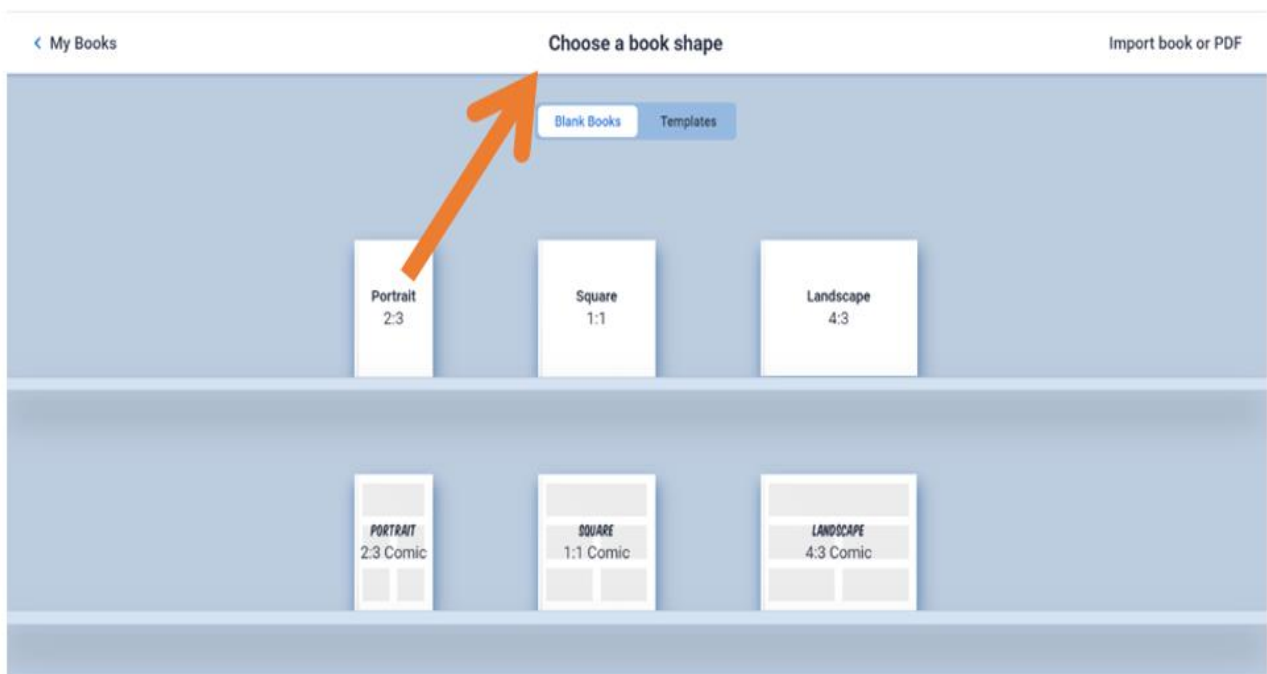 < My Books
Choose a book shape
Import book or PDF
Blank Books
Templates
Portrait
2:3
Square
1:1
Landscape
4:3
PORTRAIT
2:3 Comic
SQUARE
1:1 Comic
LANDSCAPE
4:3 Comic